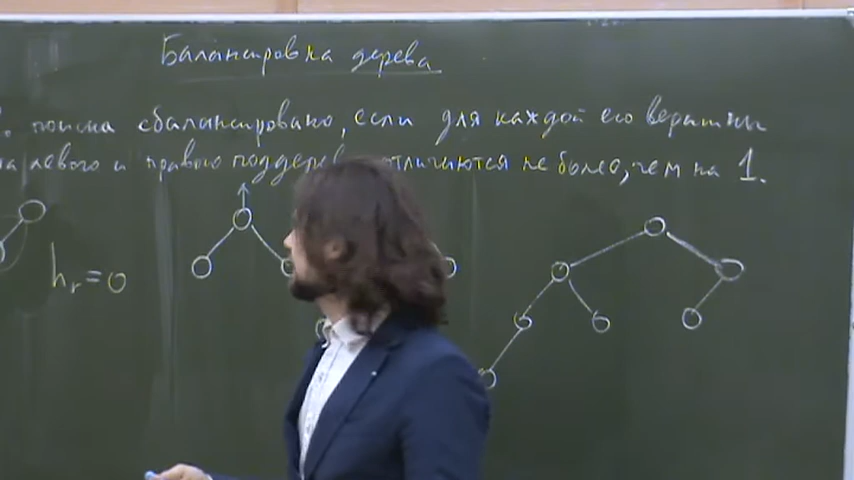 Балансировка дерева
поиска сбалансировано, если для каждой его вершины
левого и правого поддерев отличаются не более, чем на 1.
hᵣ=0